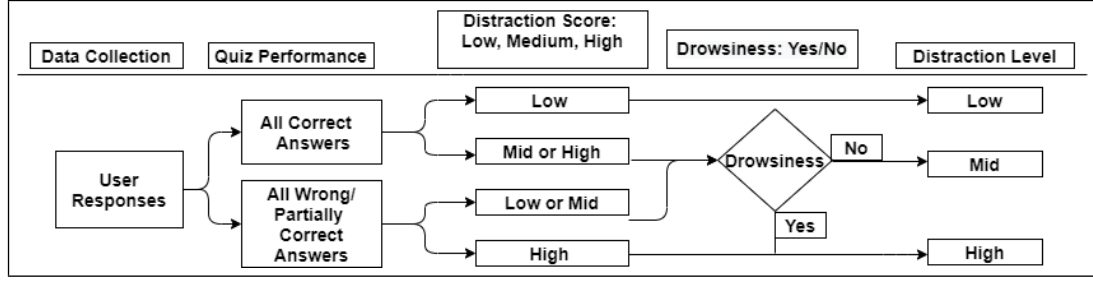 Data Collection
Quiz Performance
Distraction Score:
Low, Medium, High
Drowsiness: Yes/No
Distraction Level
User
Responses
All Correct
Answers
All Wrong/
Partially
Correct
Answers
Low
Mid or High
Low or Mid
High
Drowsiness
No
Yes
Low
Mid
High